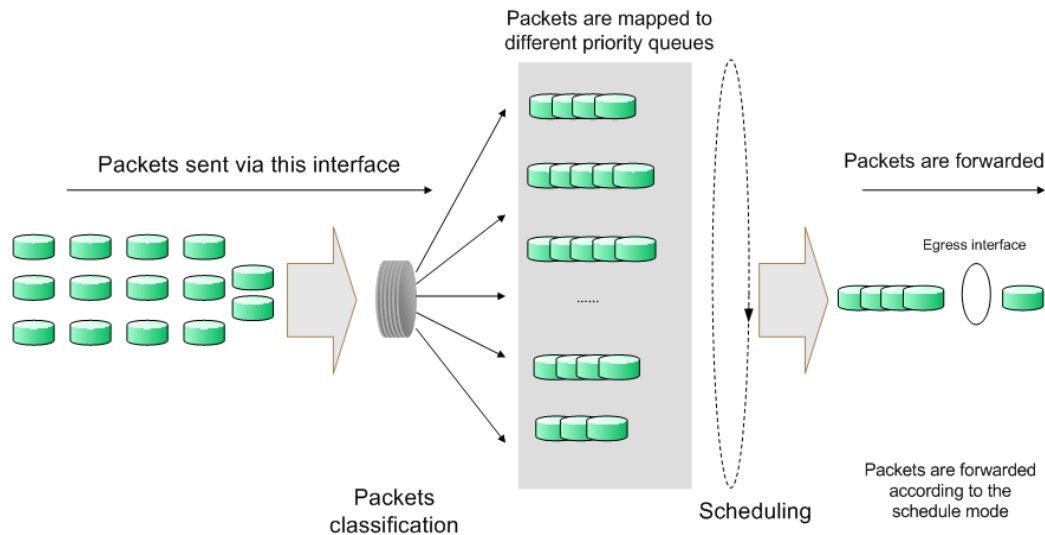 Packets are mapped to
different priority queues
Packets sent via this interface
Packets are forwarded
Egress interface
......
Packets
classification
Scheduling
Packets are forwarded
according to the
schedule mode